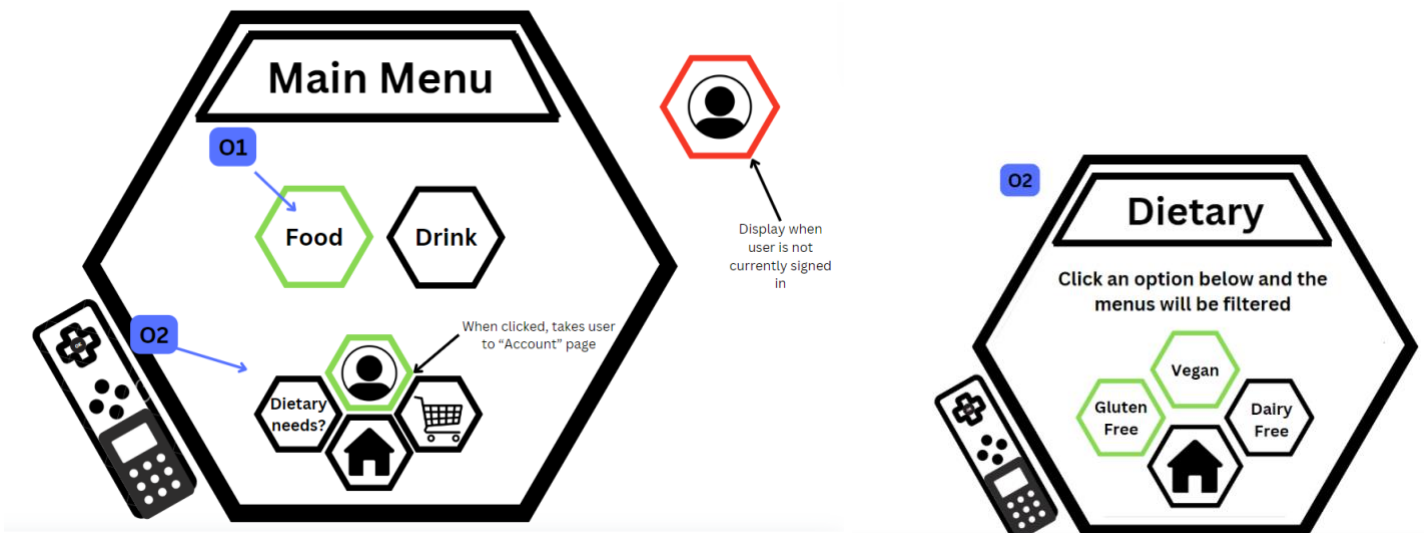 Main Menu
O1
Food
Drink
Display when
user is not
currently signed
in
O2
When clicked, takes user
to “Account” page
Dietary
needs?
O2
Dietary
Click an option below and the
menus will be filtered
Vegan
Gluten
Free
Dairy
Free